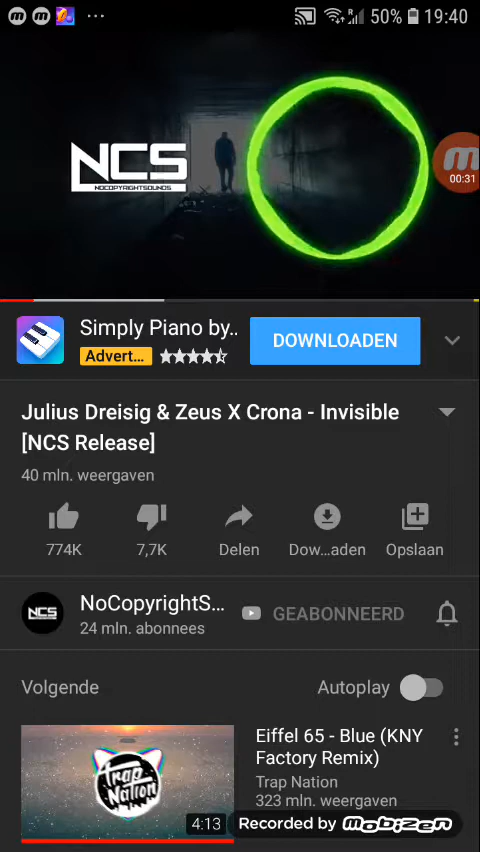 50% 19:40
NCS
NOCOPYRIGHTSOUNDS
00:31
Simply Piano by..
DOWNLOADEN
Advert...
Julius Dreisig & Zeus X Crona - Invisible
[NCS Release]
40 mln. weergaven
774K
7,7K
Delen
Dow...aden
Opslaan
NCS
NoCopyrightS...
GEABONNEERD
24 mln. abonnees
Volgende
Autoplay
Eiffel 65 - Blue (KNY
Factory Remix)
Trap Nation
323 mln. weergaven
Trap
Nation
4:13
Recorded by mobizen